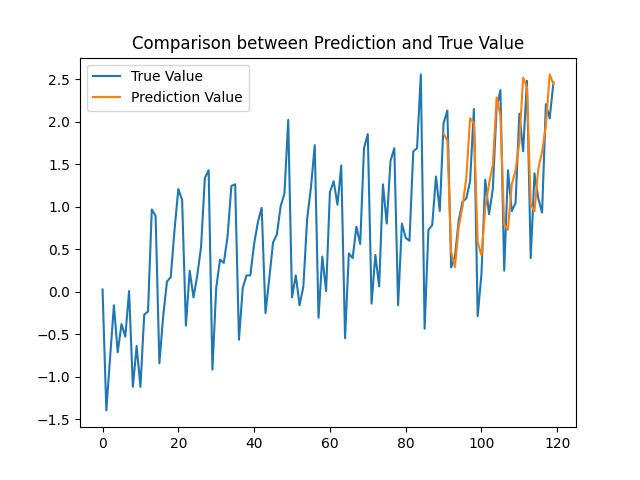 Comparison between Prediction and True Value
True Value
Prediction Value
2.5
2.0
1.5
1.0
0.5
0.0
−0.5
−1.0
−1.5
0 20 40 60 80 100 120